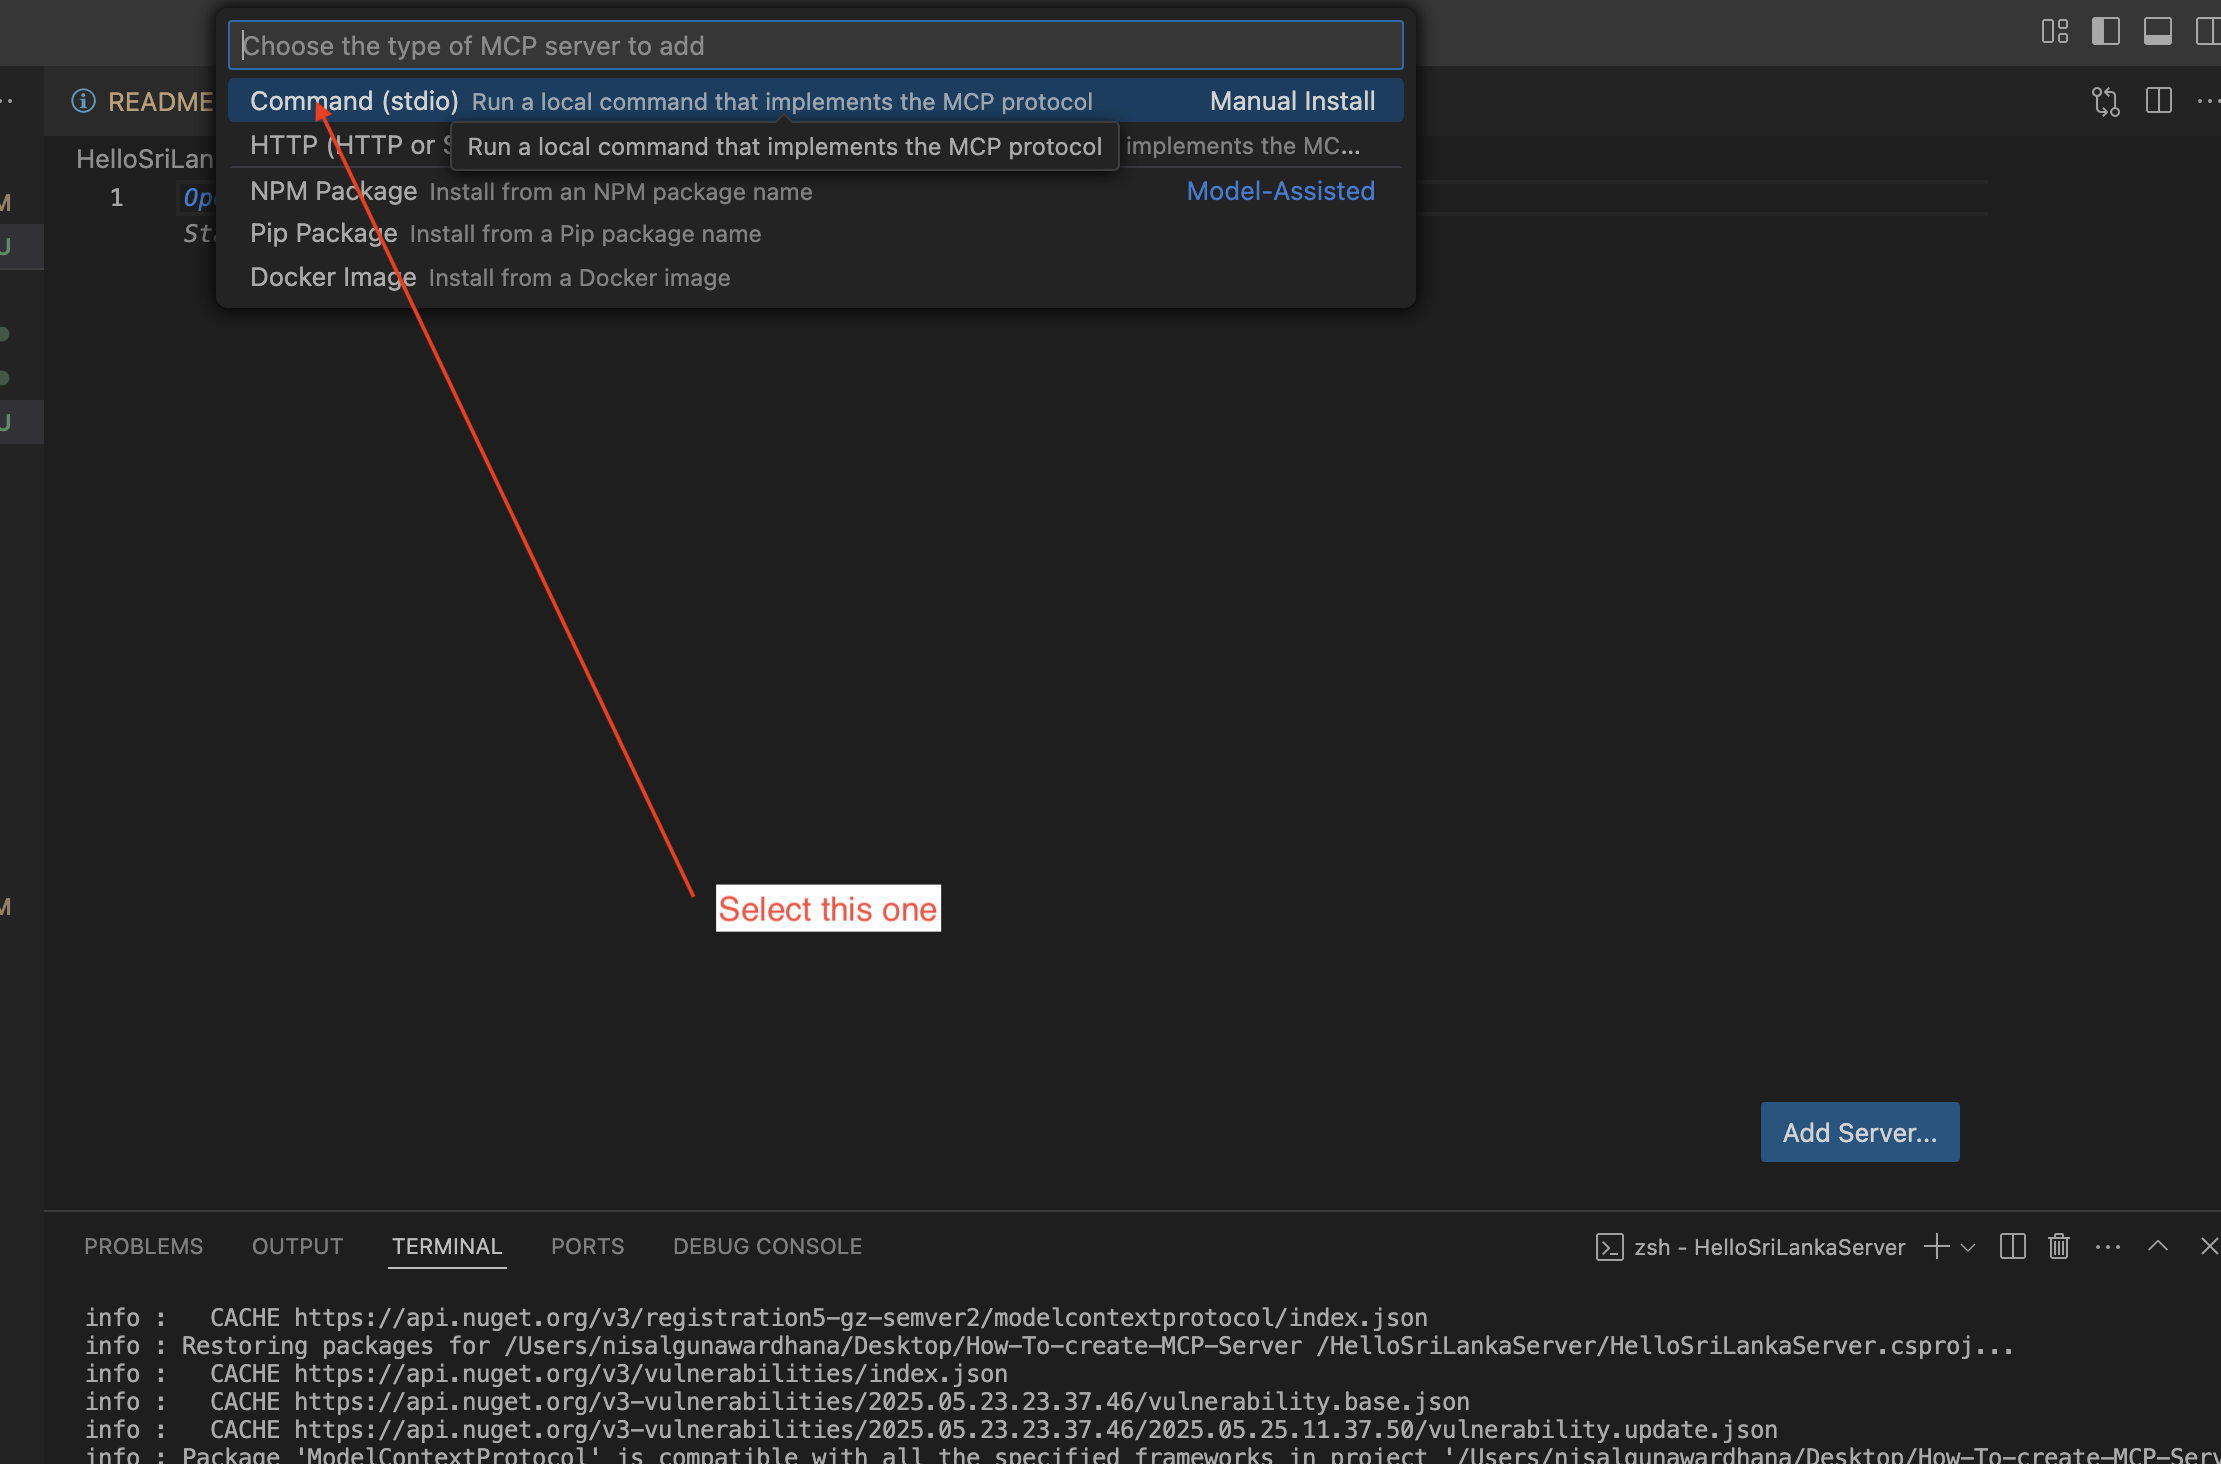 Choose the type of MCP server to add
Command (stdio) Run a local command that implements the MCP protocol Manual Install
HTTP (HTTP or implements the MC...
Run a local command that implements the MCP protocol
NPM Package Install from an NPM package name Model-Assisted
Pip Package Install from a Pip package name
Docker Image Install from a Docker image
README
HelloSriLan
1
M
U
U
M
Select this one
Add Server...
PROBLEMS OUTPUT TERMINAL PORTS DEBUG CONSOLE zsh - HelloSriLankaServer
info : CACHE https://api.nuget.org/v3/registration5-gz-semver2/modelcontextprotocol/index.json
info : Restoring packages for /Users/nisalgunawardhana/Desktop/How-To-create-MCP-Server /HelloSriLankaServer/HelloSriLankaServer.csproj...
info : CACHE https://api.nuget.org/v3/vulnerabilities/index.json
info : CACHE https://api.nuget.org/v3-vulnerabilities/2025.05.23.23.37.46/vulnerability.base.json
info : CACHE https://api.nuget.org/v3-vulnerabilities/2025.05.23.23.37.46/2025.05.25.11.37.50/vulnerability.update.json
info : Package 'ModelContextProtocol' is compatible with all the specified frameworks in project '/Users/nisalgunawardhana/Desktop/How-To-create-MCP-Serv